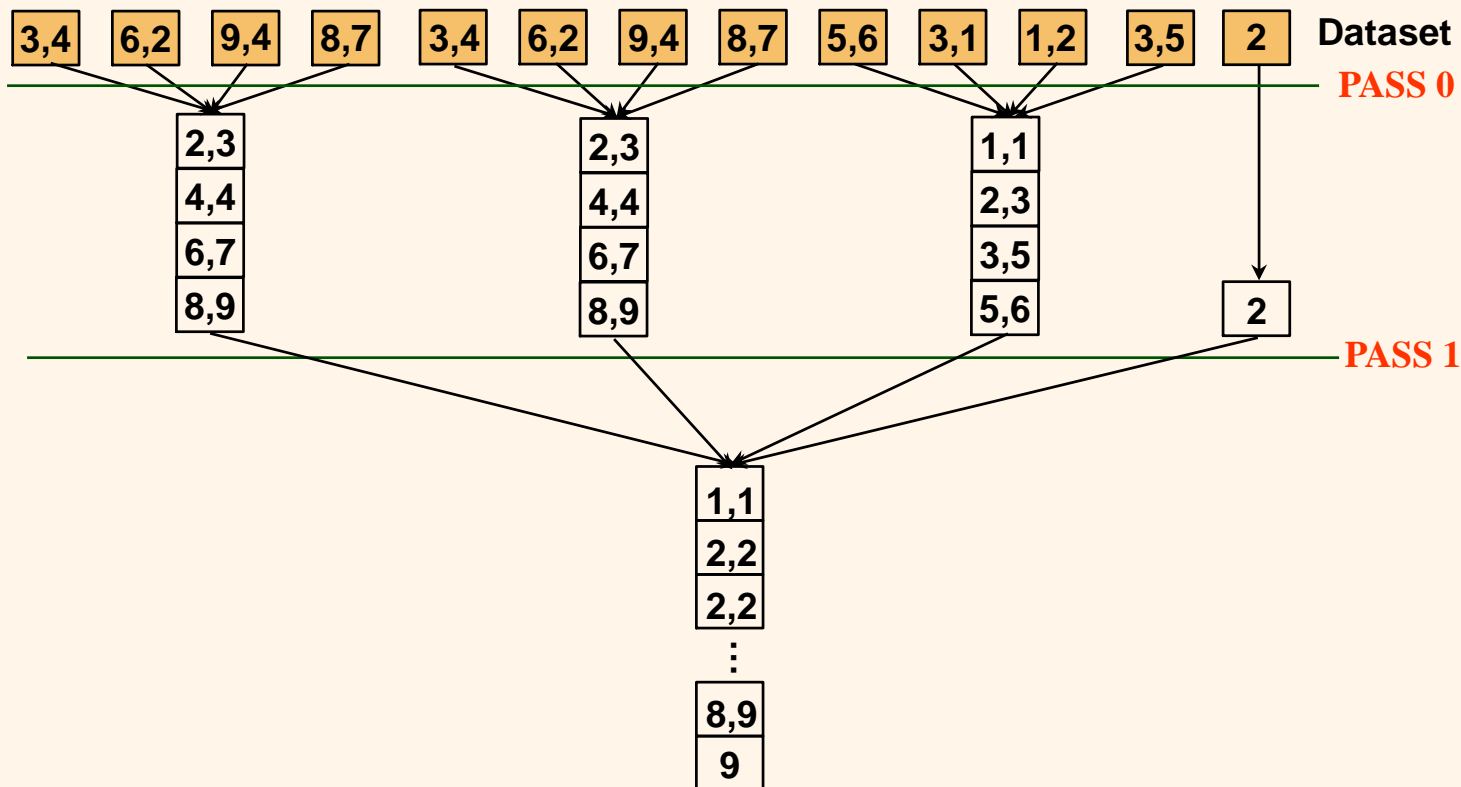 3,4 6,2 9,4 8,7 3,4 6,2 9,4 8,7 5,6 3,1 1,2 3,5 2 Dataset
PASS 0
2,3 2,3 1,1
4,4 4,4 2,3
6,7 6,7 3,5
8,9 8,9 5,6 2
PASS 1
1,1
2,2
2,2
⋮
8,9
9